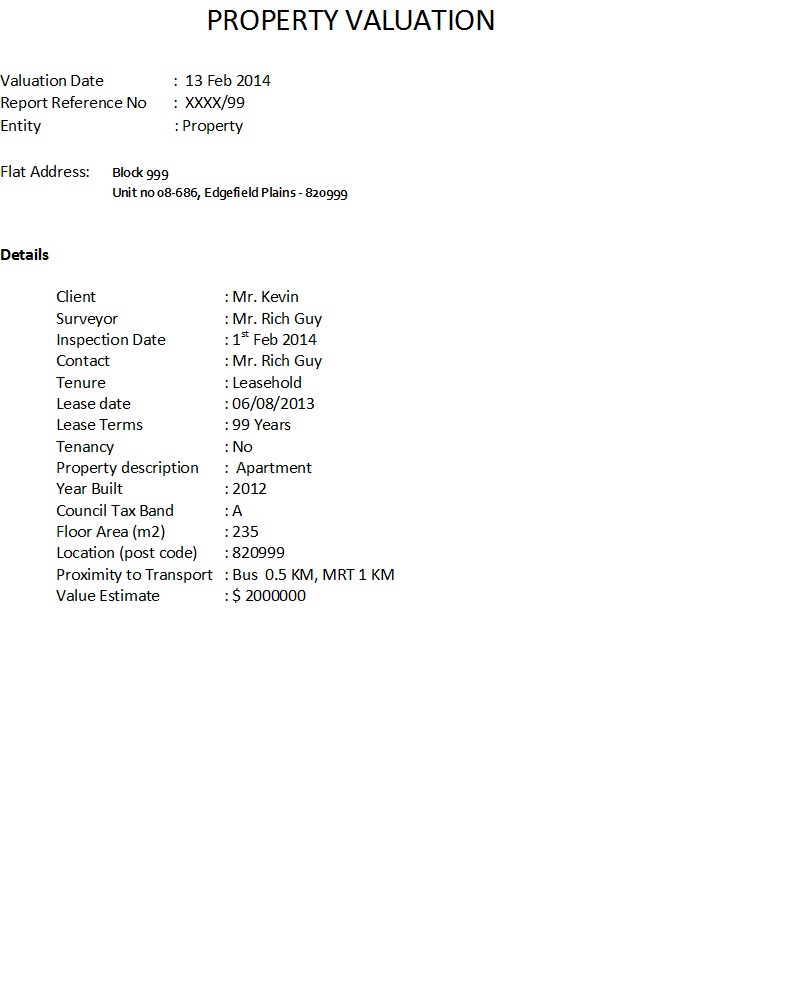 PROPERTY VALUATION
Valuation Date : 13 Feb 2014
Report Reference No : XXXX/99
Entity : Property
Flat Address: Block 999
Unit no 08-686, Edgefield Plains - 820999
Details
Client : Mr. Kevin
Surveyor : Mr. Rich Guy
Inspection Date : 1st Feb 2014
Contact : Mr. Rich Guy
Tenure : Leasehold
Lease date : 06/08/2013
Lease Terms : 99 Years
Tenancy : No
Property description : Apartment
Year Built : 2012
Council Tax Band : A
Floor Area (m2) : 235
Location (post code) : 820999
Proximity to Transport : Bus 0.5 KM, MRT 1 KM
Value Estimate : $ 2000000